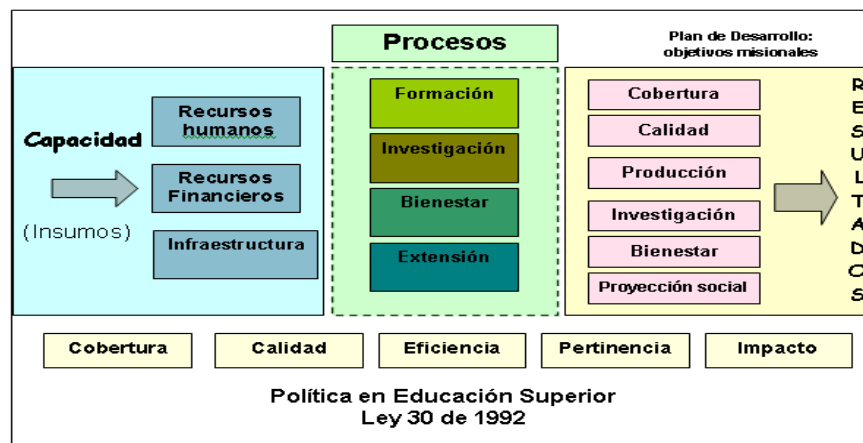 Procesos
Plan de Desarrollo:
objetivos misionales
Capacidad
(Insumos)
Recursos
humanos
Recursos
Financieros
Infraestructura
Formación
Investigación
Bienestar
Extensión
Cobertura
Calidad
Producción
Investigación
Bienestar
Proyección social
RESULTADOS
Cobertura
Calidad
Eficiencia
Pertinencia
Impacto
Política en Educación Superior
Ley 30 de 1992